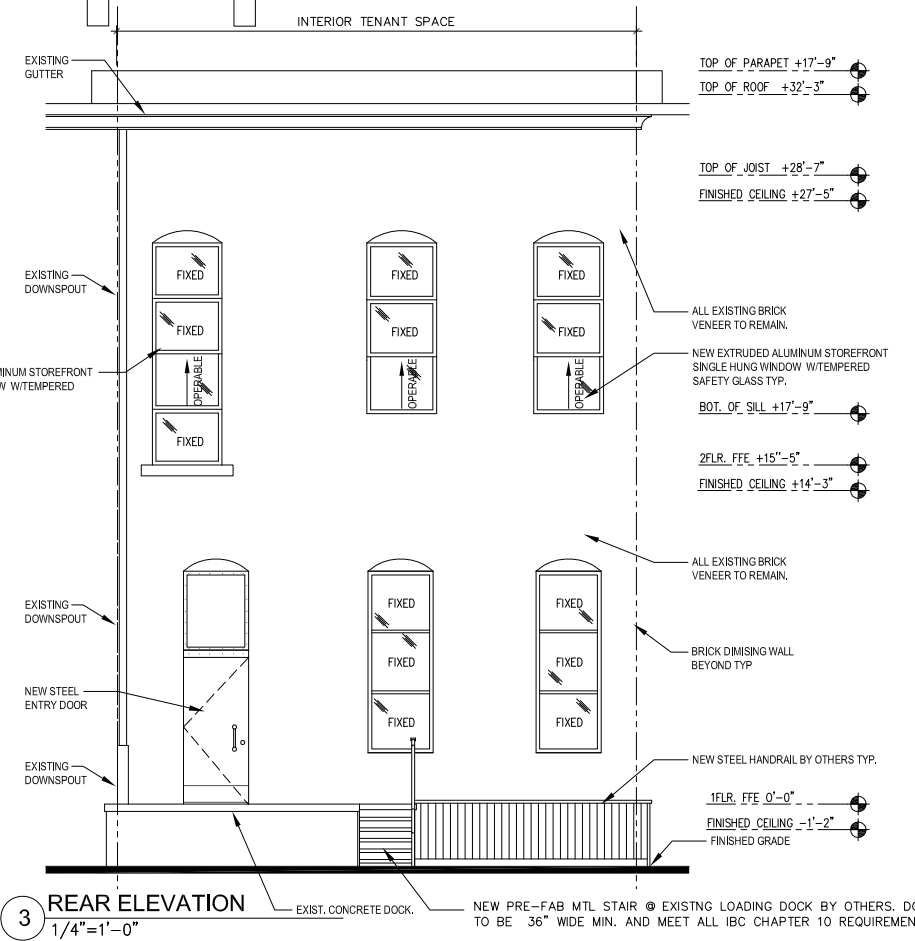 INTERIOR TENANT SPACE
EXISTING
GUTTER
TOP OF PARAPET +17'-9"
TOP OF ROOF +32'-3"
TOP OF JOIST +28'-7"
FINISHED CEILING +27'-5"
FIXED
FIXED
FIXED
EXISTING
DOWNSPOUT
ALL EXISTING BRICK
VENEER TO REMAIN.
FIXED
FIXED
FIXED
MINUM STOREFRONT
W W/TEMPERED
OPERABLE
OPERABLE
OPERABLE
NEW EXTRUDED ALUMINUM STOREFRONT
SINGLE HUNG WINDOW W/TEMPERED
SAFETY GLASS TYP.
BOT. OF SILL +17'-9"
FIXED
2FLR. FFE +15''-5"
FINISHED CEILING +14'-3"
ALL EXISTING BRICK
VENEER TO REMAIN.
EXISTING
DOWNSPOUT
FIXED
FIXED
FIXED
FIXED
FIXED
FIXED
BRICK DIMISING WALL
BEYOND TYP
NEW STEEL
ENTRY DOOR
EXISTING
DOWNSPOUT
NEW STEEL HANDRAIL BY OTHERS TYP.
1FLR. FFE 0'-0"
FINISHED CEILING -1'-2"
FINISHED GRADE
3
REAR ELEVATION
1/4"=1'-0"
EXIST. CONCRETE DOCK.
NEW PRE-FAB MTL STAIR @ EXISTNG LOADING DOCK BY OTHERS.
TO BE 36" WIDE MIN. AND MEET ALL IBC CHAPTER 10